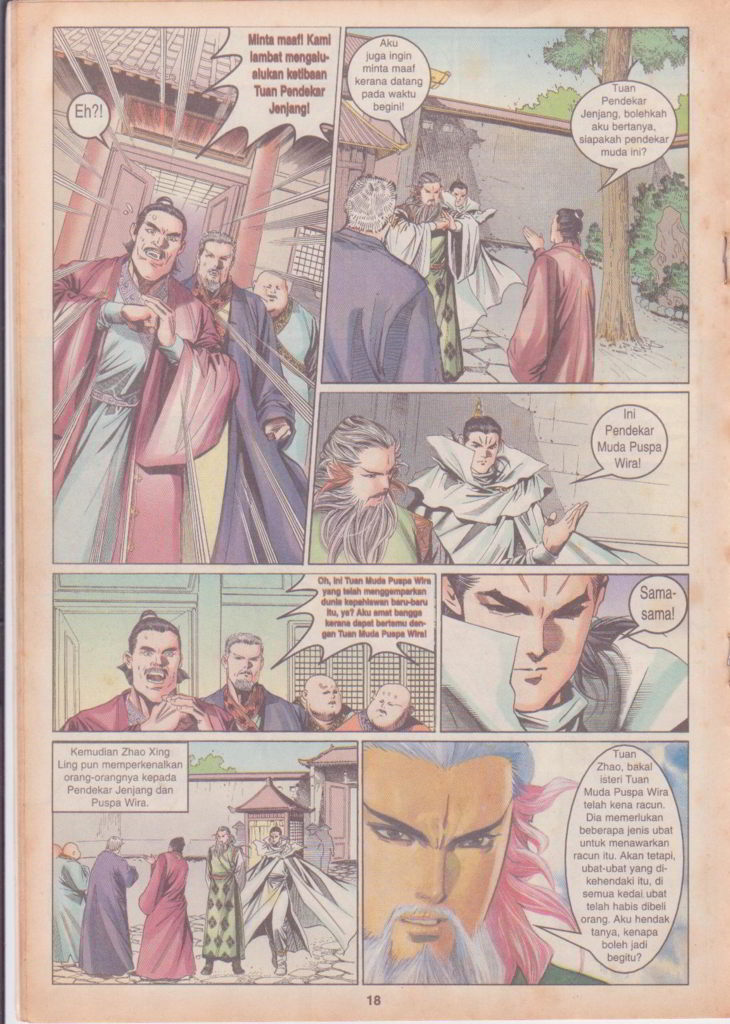 Minta maaf! Kami
lambat mengalu-
alukan ketibaan
Tuan Pendekar
Jenjang!
Eh?!
Aku
juga ingin
minta maaf
kerana datang
pada waktu
begini!
Tuan
Pendekar
Jenjang, bolehkah
aku bertanya,
siapakah pendekar
muda ini?
Ini
Pendekar
Muda Puspa
Wira!
Oh, ini Tuan Muda Puspa Wira
yang telah menggemparkan
dunia kepahlawan baru-baru
itu, ya? Aku amat bangga
kerana dapat bertemu den-
gan Tuan Muda Puspa Wira!
Sama-
sama!
Kemudian Zhao Xing
Ling pun memperkenalkan
orang-orangnya kepada
Pendekar Jenjang dan
Puspa Wira.
Tuan
Zhao, bakal
isteri Tuan
Muda Puspa Wira
telah kena racun.
Dia memerlukan
beberapa jenis ubat
untuk menawarkan
racun itu. Akan tetapi,
ubat-ubat yang di-
kehendaki itu, di
semua kedai ubat
telah habis dibeli
orang. Aku hendak
tanya, kenapa
boleh jadi
begitu?
18